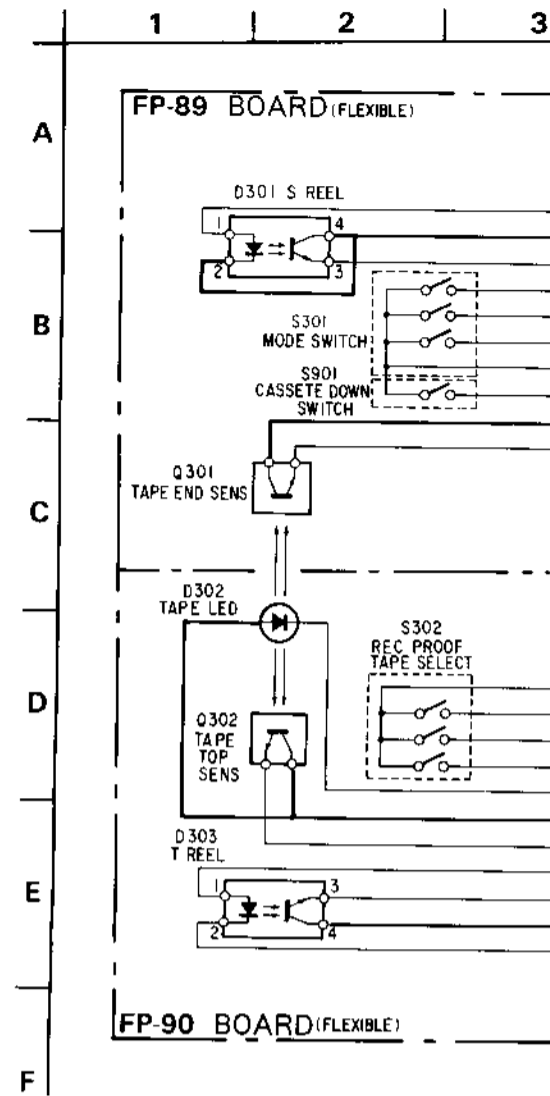 1 2 3
A
FP-89 BOARD (FLEXIBLE)
D301 S REEL
1 4
2 3
B
S301
MODE SWITCH
S901
CASSETE DOWN
SWITCH
Q301
TAPE END SENS
C
D302
TAPE LED
S302
REC PROOF
TAPE SELECT
D
Q302
TAPE
TOP
SENS
D303
T REEL
1 3
2 4
E
FP-90 BOARD (FLEXIBLE)
F